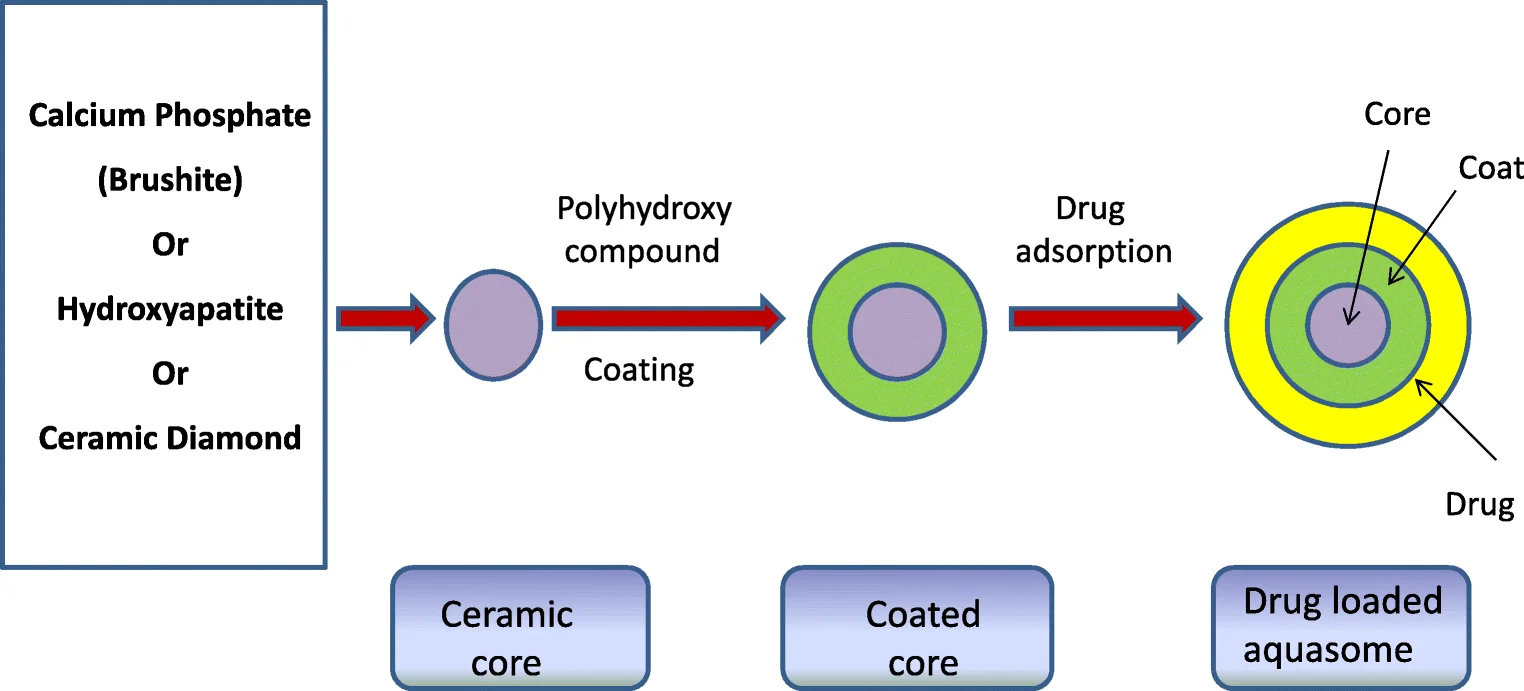 Calcium Phosphate
(Brushite)
Or
Hydroxyapatite
Or
Ceramic Diamond
Polyhydroxy
compound
Coating
Drug
adsorption
Core
Coat
Drug
Ceramic
core
Coated
core
Drug loaded
aquasome